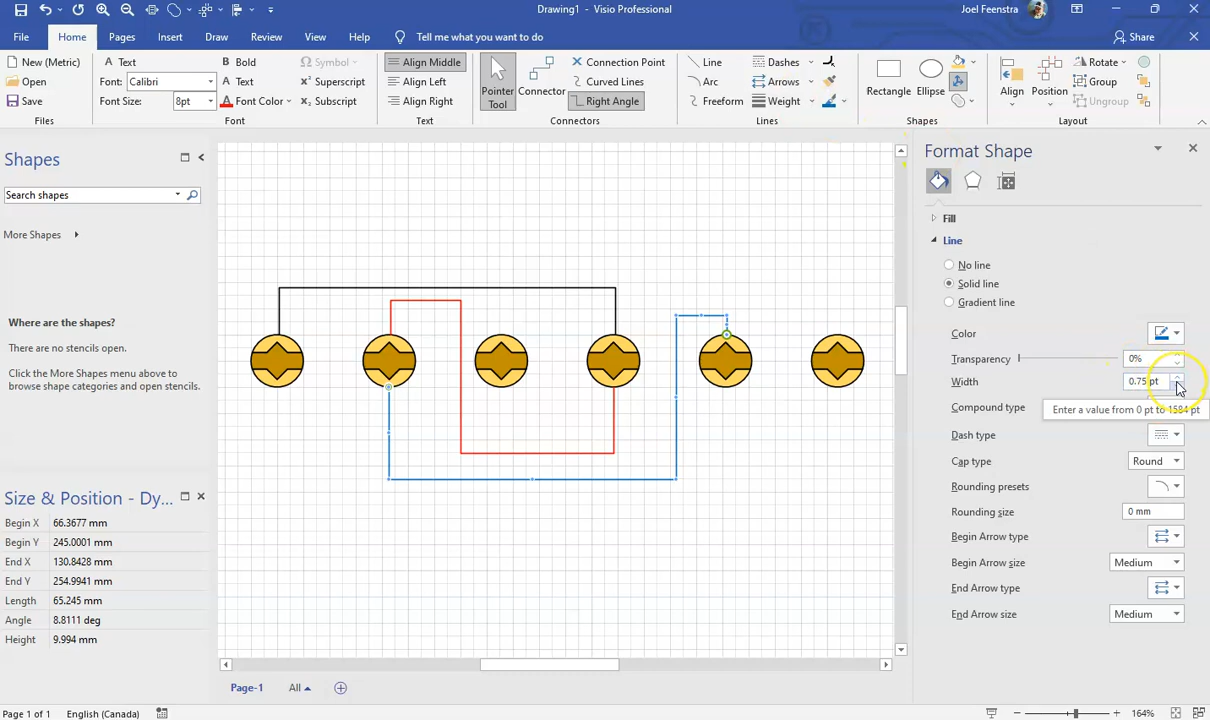 Drawing1 - Visio Professional
Joel Feenstra
File
Home
Pages
Insert
Draw
Review
View
Help
Tell me what you want to do
Share
New (Metric)
Open
Save
Files
Text
Font: Calibri
Font Size: 8pt
Bold
Text
Font Color
Symbol
Superscript
Subscript
Font
Align Middle
Align Left
Align Right
Text
Pointer Tool
Connector
Connection Point
Curved Lines
Right Angle
Connectors
Line
Arc
Freeform
Dashes
Arrows
Weight
Lines
Rectangle
Ellipse
Shapes
Align
Position
Rotate
Group
Ungroup
Layout
Shapes
Search shapes
More Shapes
Where are the shapes?
There are no stencils open.
Click the More Shapes menu above to
browse shape categories and open stencils.
Size & Position - Dy...
Begin X 66.3677 mm
Begin Y 245.0001 mm
End X 130.8428 mm
End Y 254.9941 mm
Length 65.245 mm
Angle 8.8111 deg
Height 9.994 mm
Format Shape
Fill
Line
No line
Solid line
Gradient line
Color
Transparency 0%
Width 0.75 pt
Compound type
Enter a value from 0 pt to 1584 pt
Dash type
Cap type Round
Rounding presets
Rounding size 0 mm
Begin Arrow type
Begin Arrow size Medium
End Arrow type
End Arrow size Medium
Page-1
All
Page 1 of 1
English (Canada)
164%